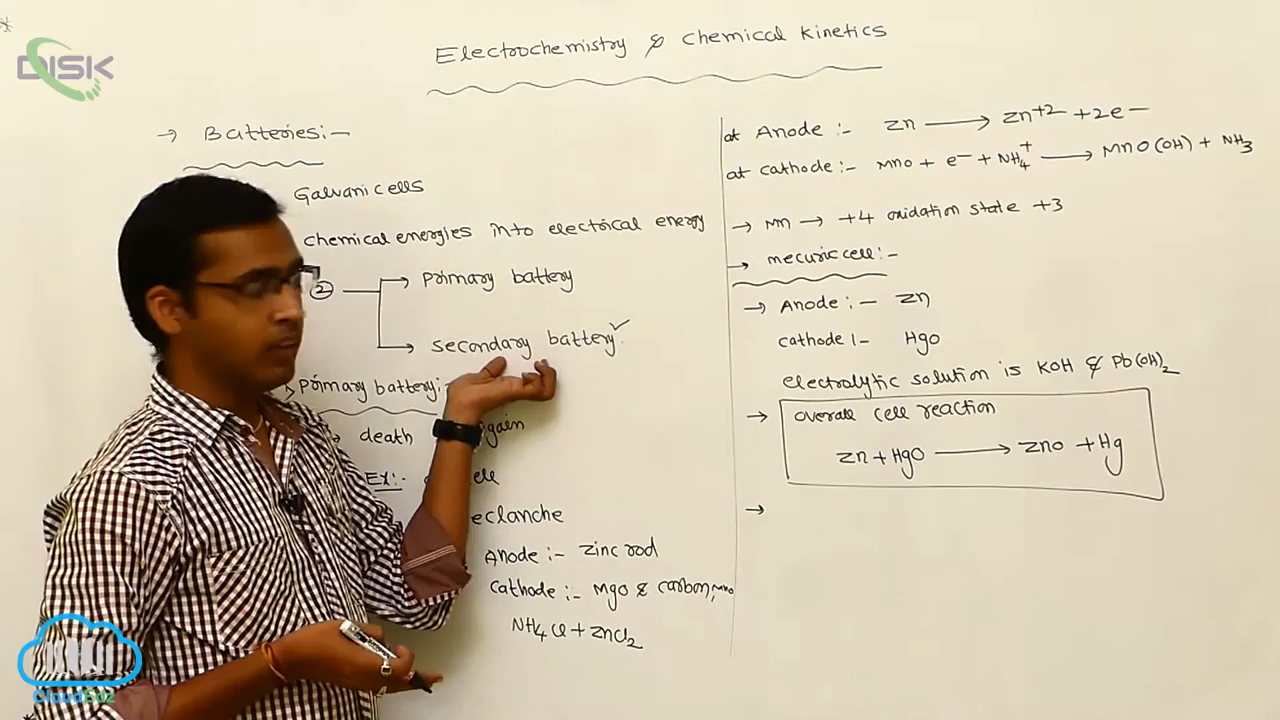 DISK
Electrochemistry & chemical kinetics
→ Batteries:-
Galvanic cells
chemical energies into electrical energy
② primary battery
secondary battery ✓
primary battery:-
→ death gain
Ex:-
eclanche
Anode :- zinc rod
Cathode :- MgO & carbon, MnO
NH₄Cl + ZnCl₂
at Anode :- Zn → Zn⁺² + 2e⁻
at cathode :- MnO + e⁻ + NH₄⁺ → MnO(OH) + NH₃
→ Mn → +4 oxidation state +3
→ mecuric cell :-
→ Anode :- Zn
cathode :- HgO
electrolytic solution is KOH & Pb(OH)₂
→ overall cell reaction
Zn + HgO → ZnO + Hg
→